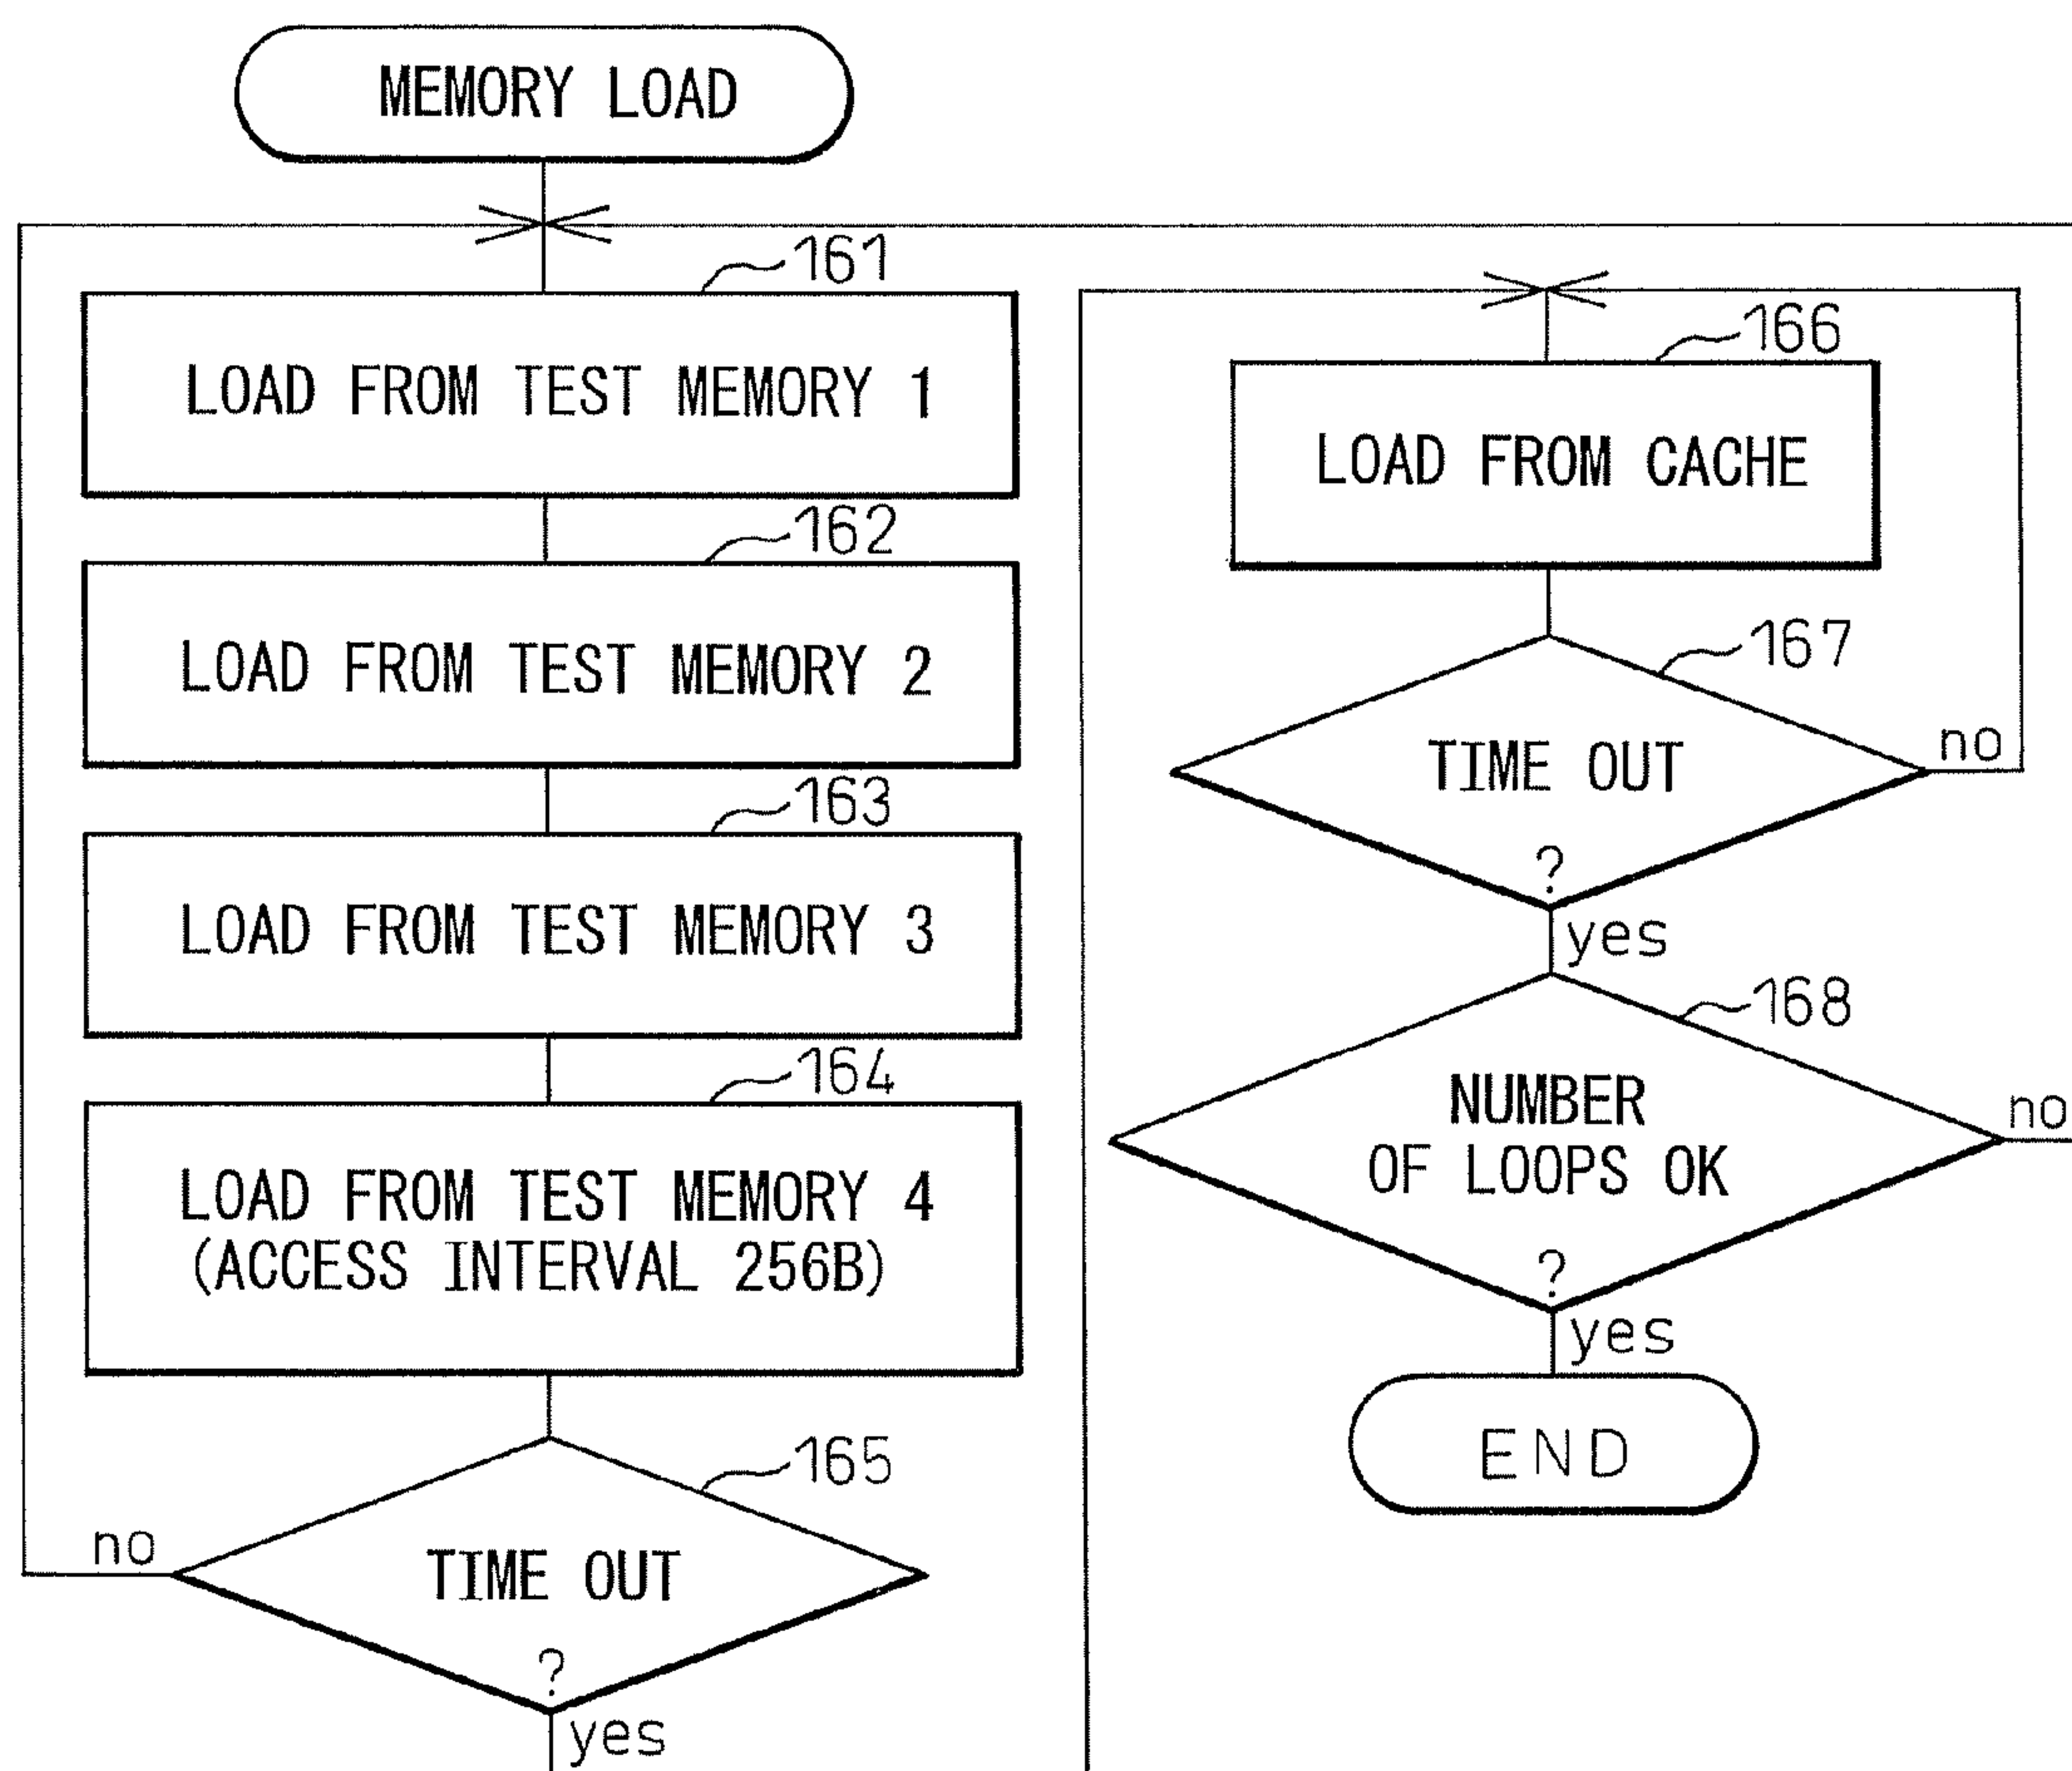 MEMORY LOAD
161
LOAD FROM TEST MEMORY 1
162
LOAD FROM TEST MEMORY 2
163
LOAD FROM TEST MEMORY 3
164
LOAD FROM TEST MEMORY 4
(ACCESS INTERVAL 256B)
165
no
TIME OUT
?
yes
166
LOAD FROM CACHE
167
TIME OUT
no
?
yes
168
NUMBER
OF LOOPS OK
no
?
yes
END